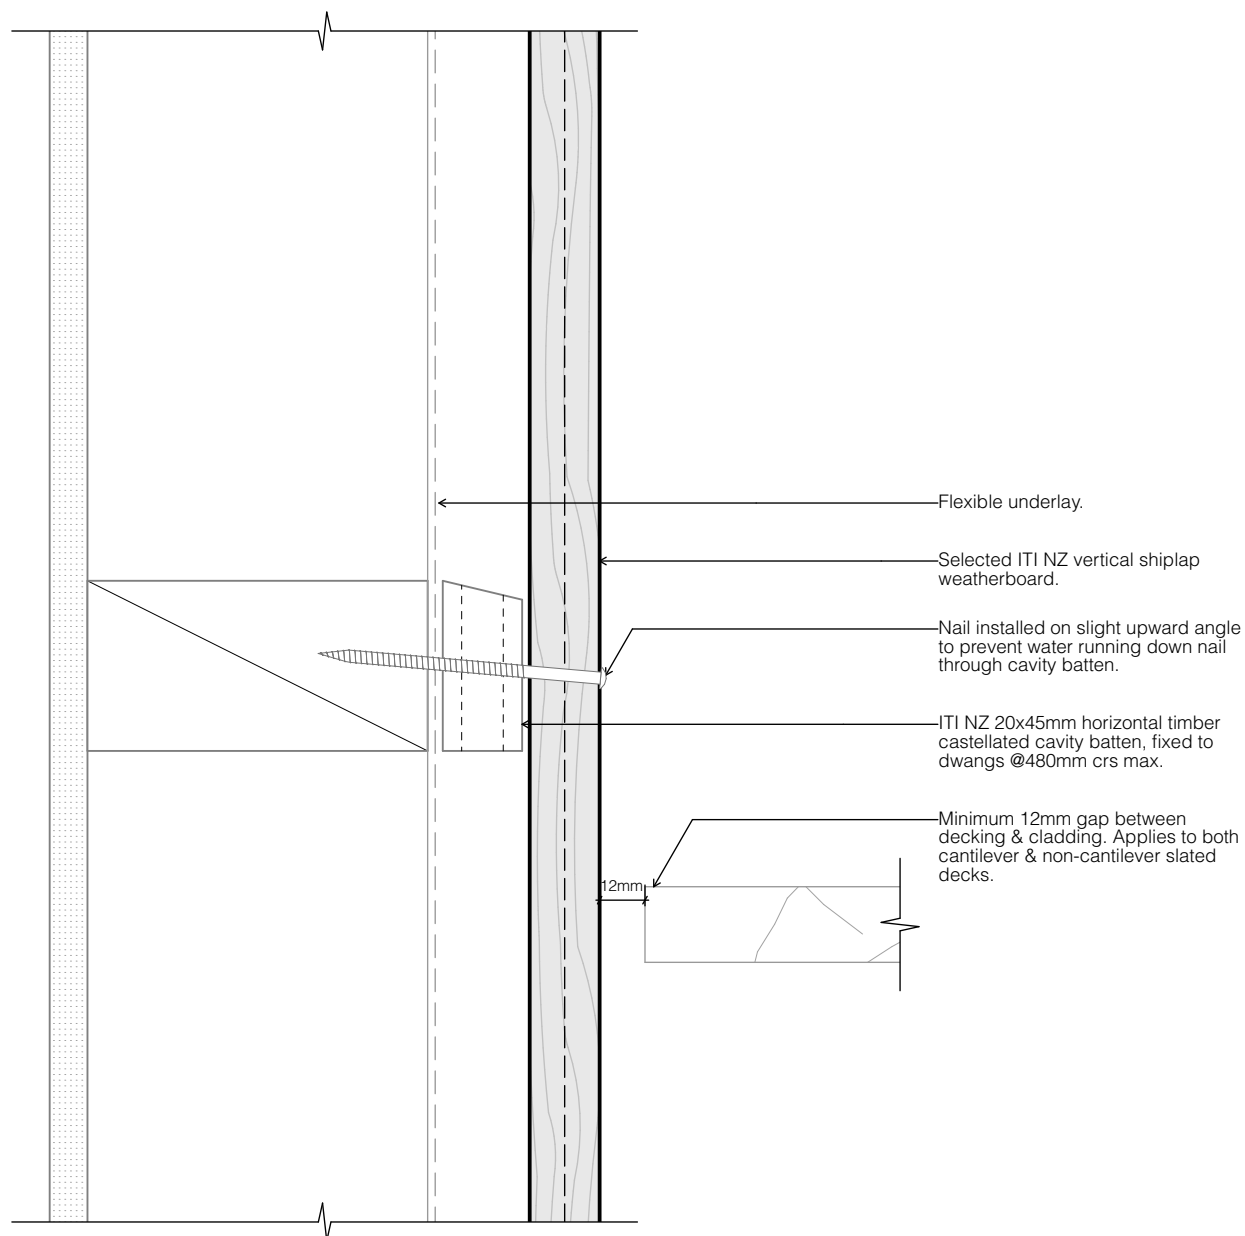 Flexible underlay.
Selected ITI NZ vertical shiplap
weatherboard.
Nail installed on slight upward angle
to prevent water running down nail
through cavity batten.
ITI NZ 20x45mm horizontal timber
castellated cavity batten, fixed to
dwangs @480mm crs max.
Minimum 12mm gap between
decking & cladding. Applies to both
cantilever & non-cantilever slated
decks.
12mm